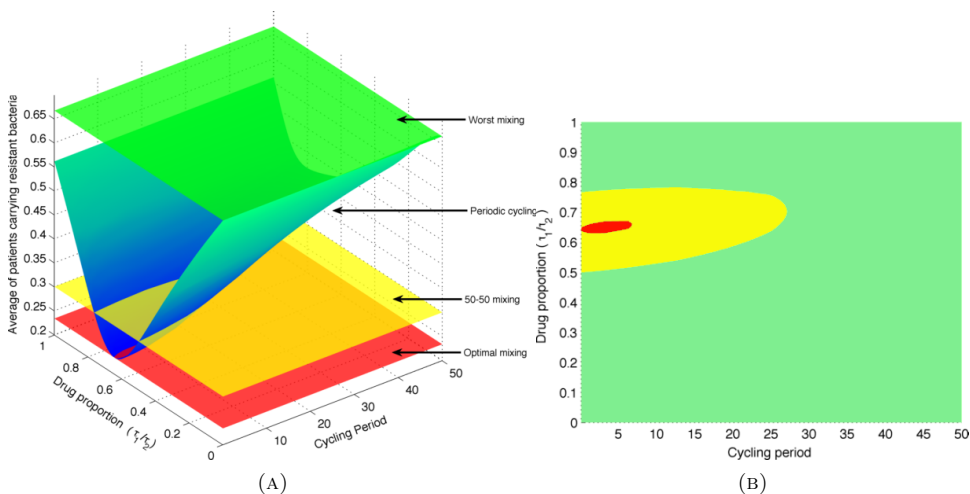 Average of patients carrying resistant bacteria
0.65
0.6
0.55
0.5
0.45
0.4
0.35
0.3
0.25
0.2
1
0.8
0.6
0.4
0.2
0
Drug proportion (τ1/τ2)
10
20
30
40
50
Cycling Period
Worst mixing
Periodic cycling
50-50 mixing
Optimal mixing
(A)
Drug proportion (τ1/τ2)
1
0.9
0.8
0.7
0.6
0.5
0.4
0.3
0.2
0.1
0
5 10 15 20 25 30 35 40 45 50
Cycling period
(B)